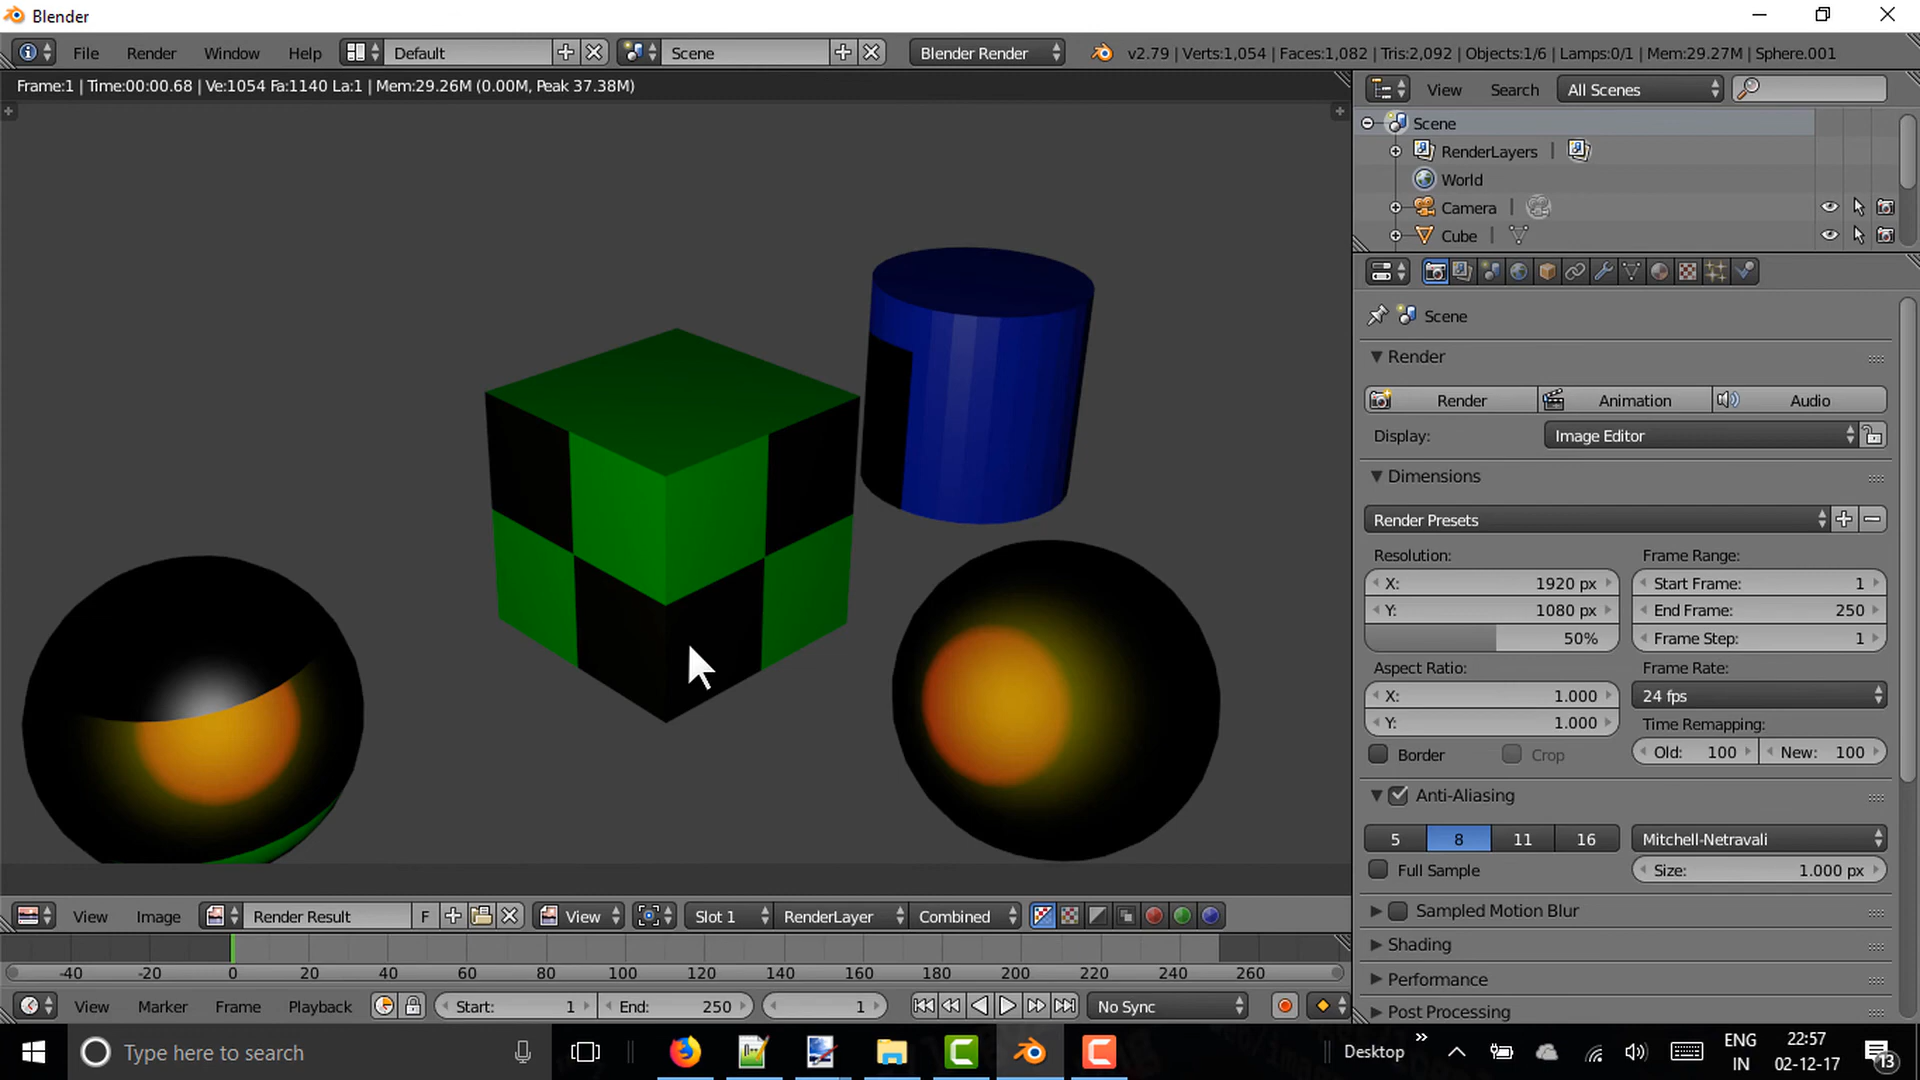 Blender
File Render Window Help Default Scene Blender Render v2.79 | Verts:1,054 | Faces:1,082 | Tris:2,092 | Objects:1/6 | Lamps:0/1 | Mem:29.27M | Sphere.001
Frame:1 | Time:00:00.68 | Ve:1054 Fa:1140 La:1 | Mem:29.26M (0.00M, Peak 37.38M)
View Search All Scenes
Scene
RenderLayers |
World
Camera |
Cube |
Scene
Render
Render Animation Audio
Display: Image Editor
Dimensions
Render Presets
Resolution: Frame Range:
X: 1920 px Start Frame: 1
Y: 1080 px End Frame: 250
50% Frame Step: 1
Aspect Ratio: Frame Rate:
X: 1.000 24 fps
Y: 1.000 Time Remapping:
Border Crop Old: 100 New: 100
Anti-Aliasing
5 8 11 16 Mitchell-Netravali
Full Sample Size: 1.000 px
Sampled Motion Blur
Shading
Performance
Post Processing
View Image Render Result F View Slot 1 RenderLayer Combined
-40 -20 0 20 40 60 80 100 120 140 160 180 200 220 240 260
View Marker Frame Playback Start: 1 End: 250 1 No Sync
Type here to search Desktop ENG IN 22:57 02-12-17 13